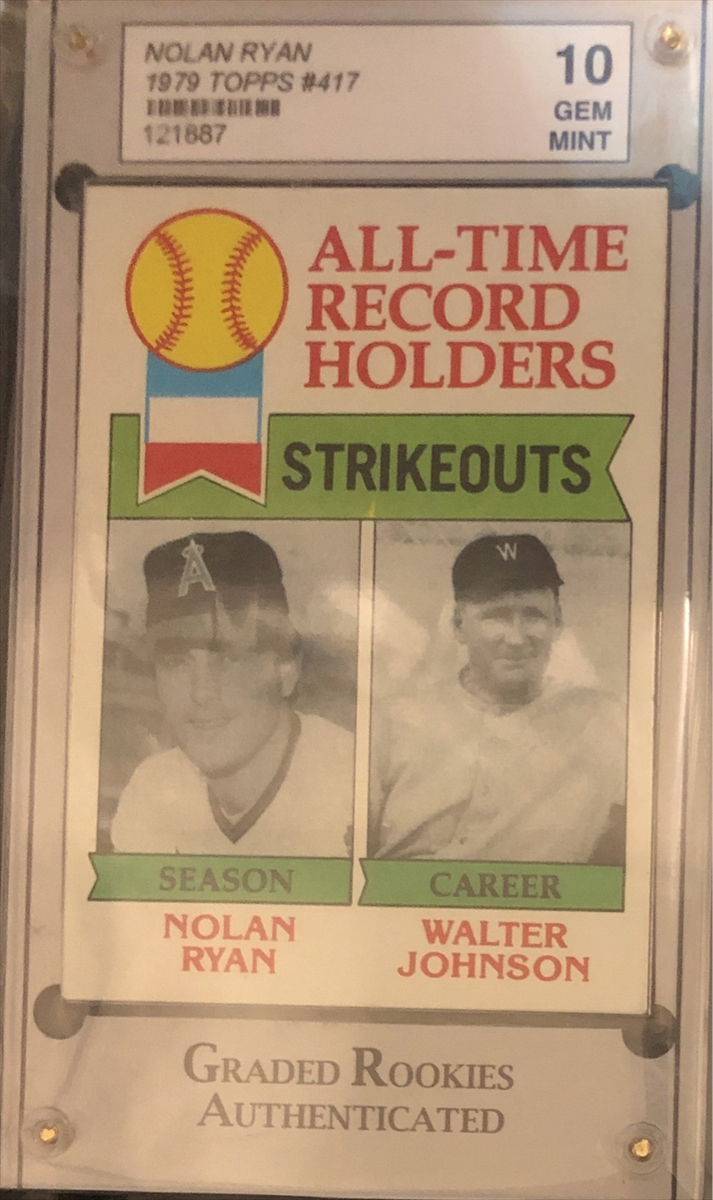 NOLAN RYAN
1979 TOPPS #417
121887
10
GEM
MINT
ALL-TIME
RECORD
HOLDERS
STRIKEOUTS
A
W
SEASON
CAREER
NOLAN
RYAN
WALTER
JOHNSON
GRADED ROOKIES
AUTHENTICATED